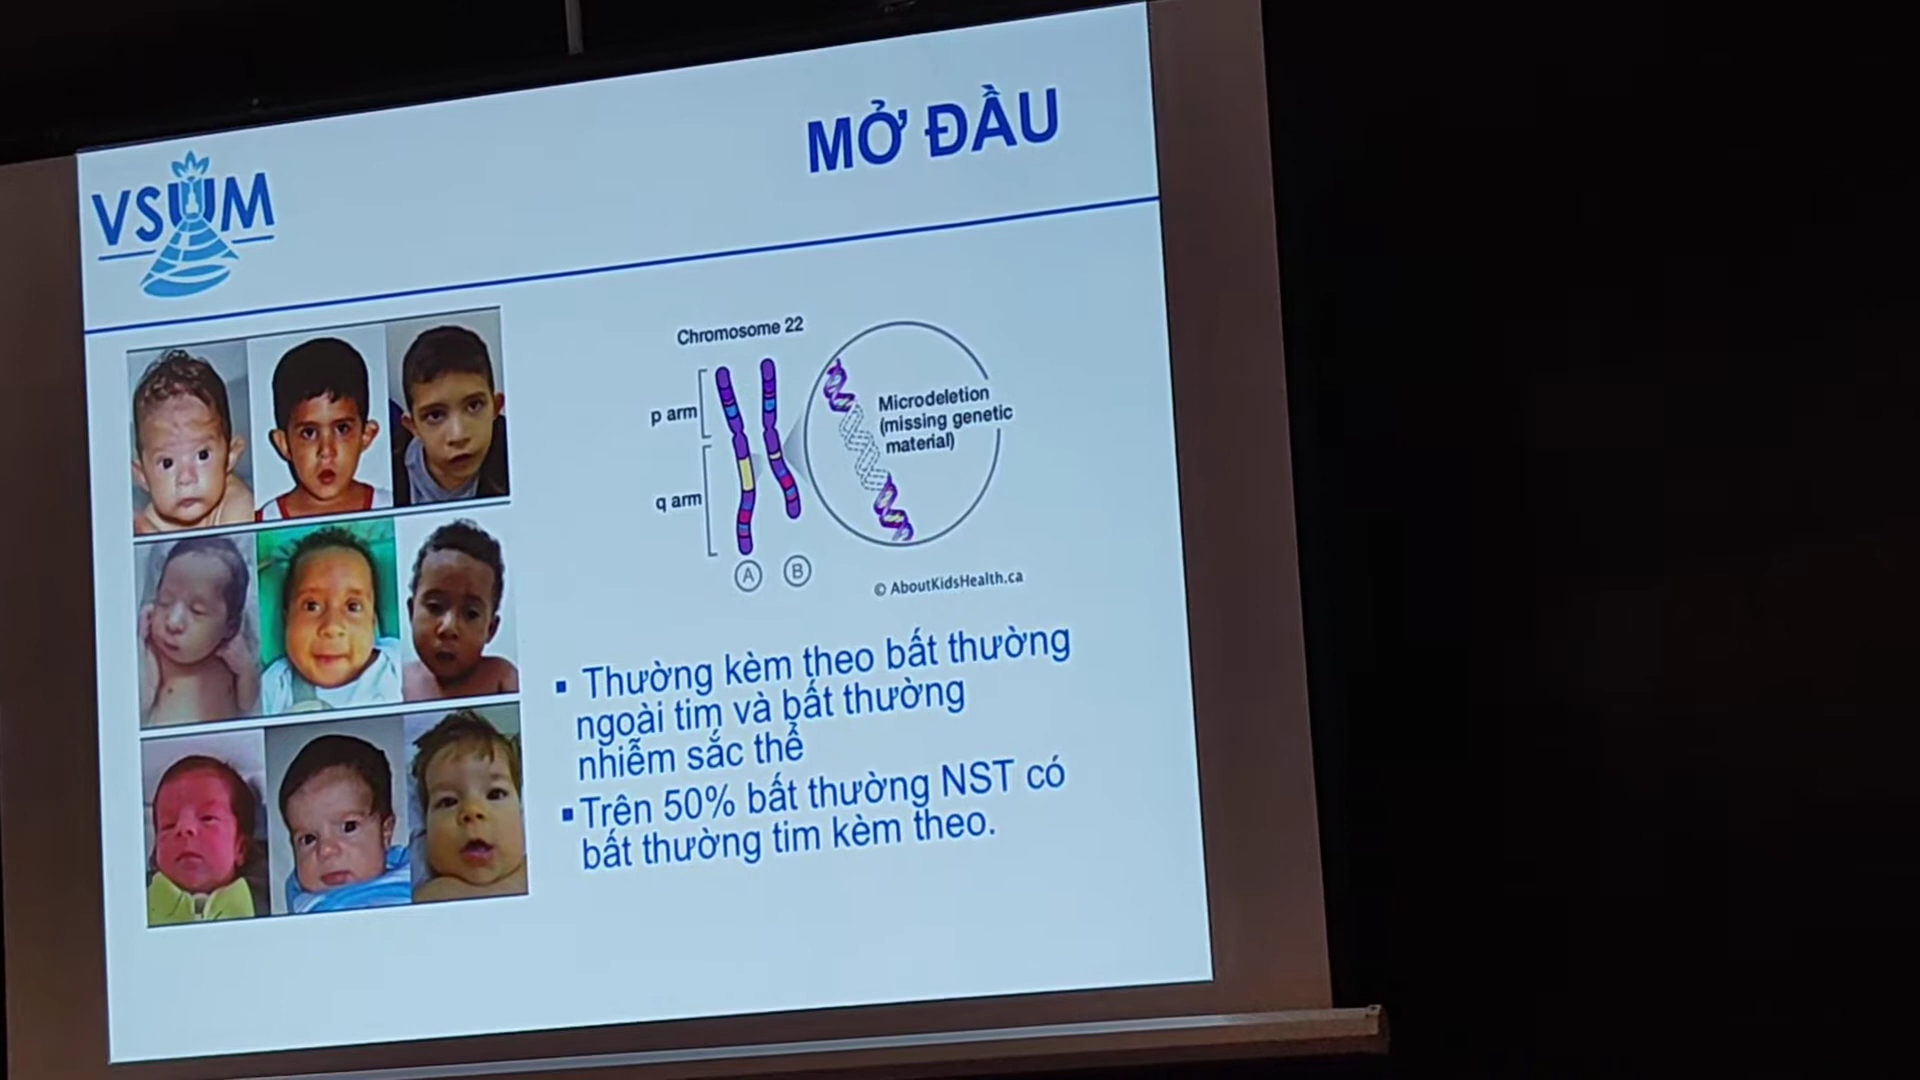 VSUM
MỞ ĐẦU
Chromosome 22
p arm
q arm
Microdeletion
(missing genetic
material)
A
B
© AboutKidsHealth.ca
▪ Thường kèm theo bất thường
ngoài tim và bất thường
nhiễm sắc thể
▪ Trên 50% bất thường NST có
bất thường tim kèm theo.